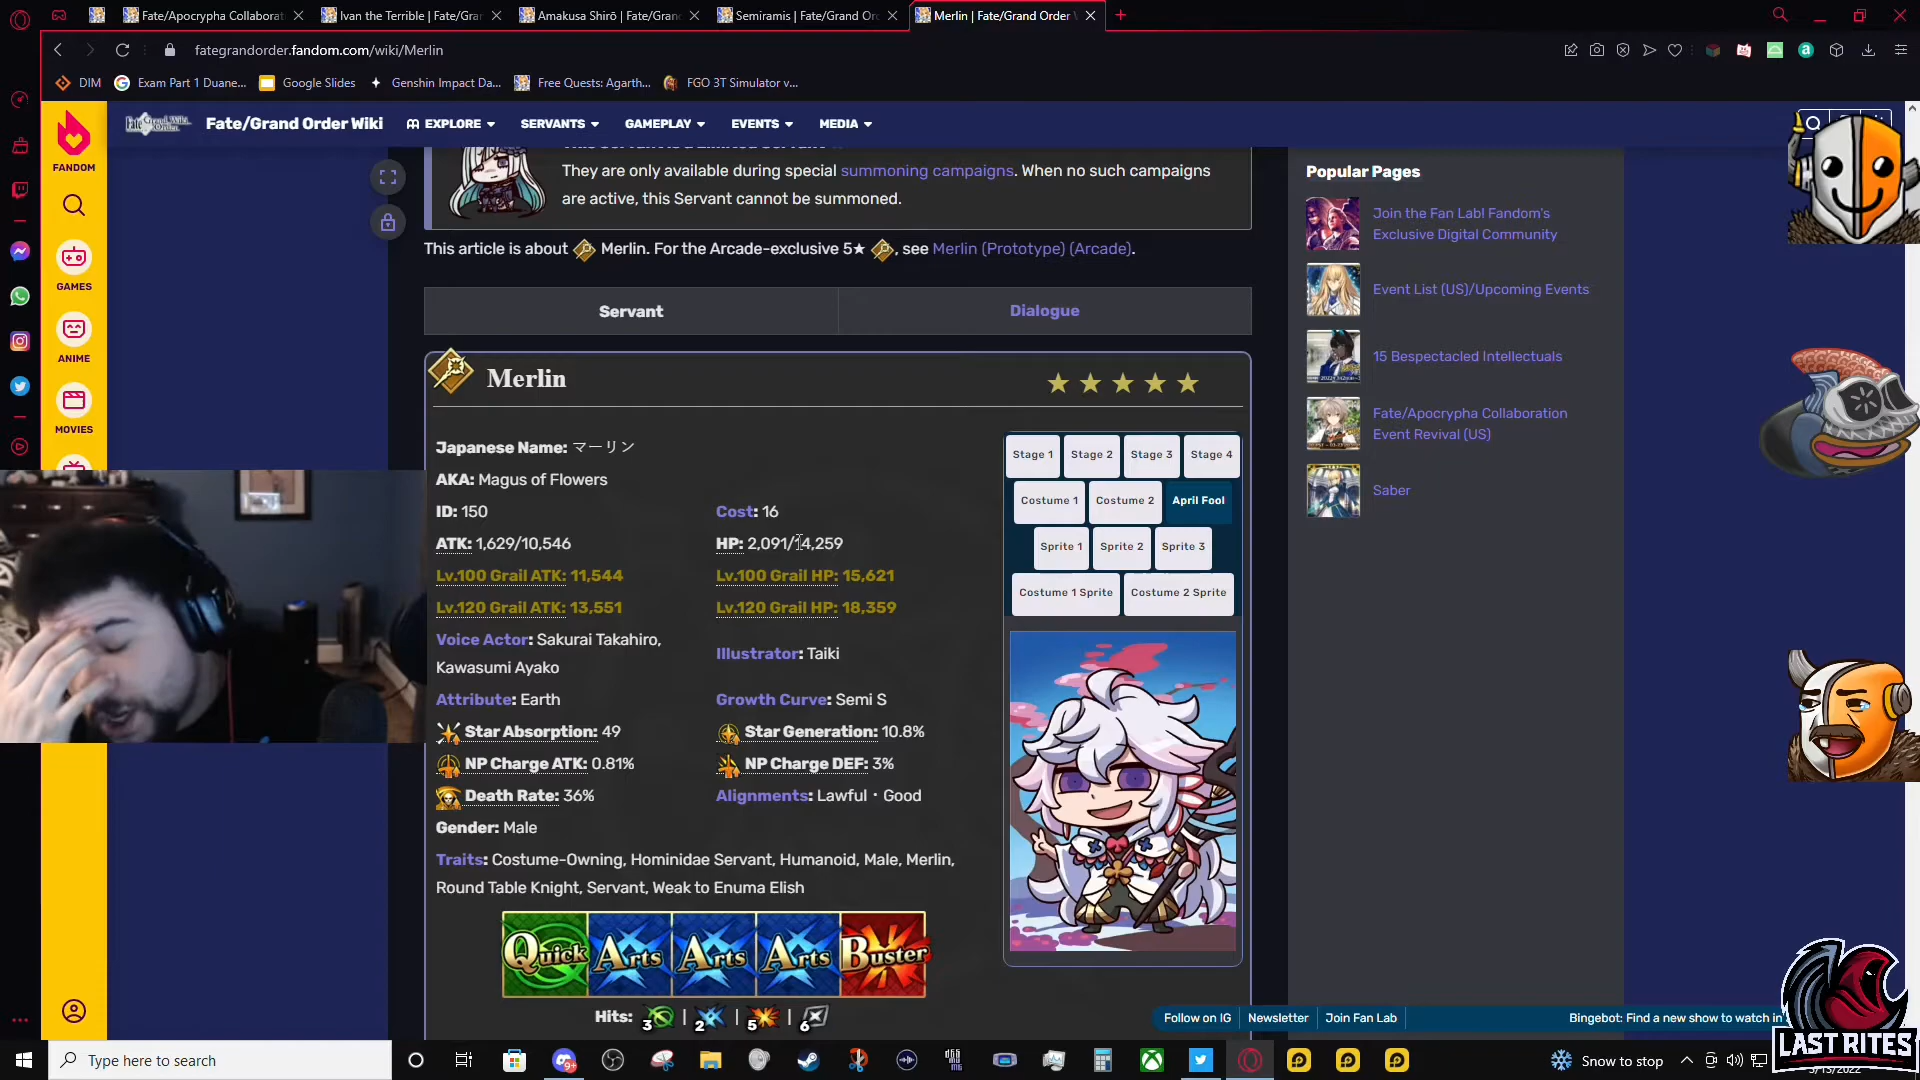 Fate/Apocrypha Collaborat
Ivan the Terrible | Fate/Gra
Amakusa Shirō | Fate/Gran
Semiramis | Fate/Grand Or
Merlin | Fate/Grand Order
fategrandorder.fandom.com/wiki/Merlin
DIM
Exam Part 1 Duane...
Google Slides
Genshin Impact Da...
Free Quests: Agarth...
FGO 3T Simulator v...
FANDOM
Fate/Grand Order Wiki
EXPLORE
SERVANTS
GAMEPLAY
EVENTS
MEDIA
GAMES
ANIME
MOVIES
They are only available during special summoning campaigns. When no such campaigns
are active, this Servant cannot be summoned.
This article is about Merlin. For the Arcade-exclusive 5★ , see Merlin (Prototype) (Arcade).
Servant
Dialogue
Merlin
Japanese Name: マーリン
AKA: Magus of Flowers
ID: 150
Cost: 16
ATK: 1,629/10,546
HP: 2,091/14,259
Lv.100 Grail ATK: 11,544
Lv.100 Grail HP: 15,621
Lv.120 Grail ATK: 13,551
Lv.120 Grail HP: 18,359
Voice Actor: Sakurai Takahiro,
Kawasumi Ayako
Illustrator: Taiki
Attribute: Earth
Growth Curve: Semi S
Star Absorption: 49
Star Generation: 10.8%
NP Charge ATK: 0.81%
NP Charge DEF: 3%
Death Rate: 36%
Alignments: Lawful・Good
Gender: Male
Traits: Costume-Owning, Hominidae Servant, Humanoid, Male, Merlin,
Round Table Knight, Servant, Weak to Enuma Elish
Quick
Arts
Arts
Arts
Buster
Hits: 3 | 2 | 5 | 6
Stage 1
Stage 2
Stage 3
Stage 4
Costume 1
Costume 2
April Fool
Sprite 1
Sprite 2
Sprite 3
Costume 1 Sprite
Costume 2 Sprite
Popular Pages
Join the Fan Lab! Fandom's
Exclusive Digital Community
Event List (US)/Upcoming Events
15 Bespectacled Intellectuals
Fate/Apocrypha Collaboration
Event Revival (US)
Saber
Follow on IG
Newsletter
Join Fan Lab
Bingebot: Find a new show to watch in
LAST RITES
Type here to search
9+
Snow to stop